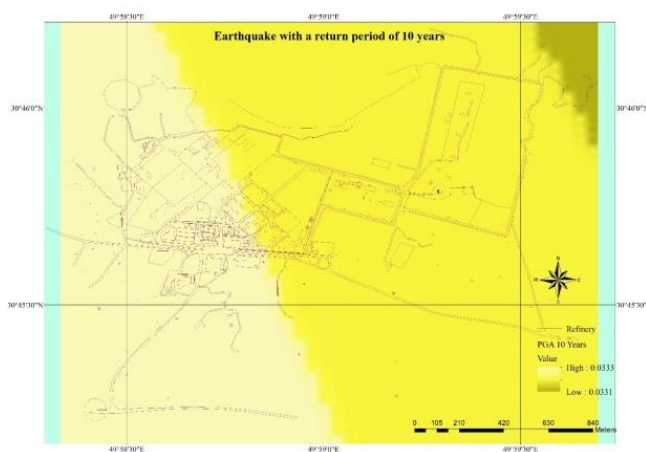 49°58'30"E 49°59'0"E 49°59'30"E
Earthquake with a return period of 10 years
30°46'0"N 30°46'0"N
30°45'30"N 30°45'30"N
N
W E
S
Refinery
PGA 10 Years
Value
High : 0.0333
Low : 0.0331
0 105 210 420 630 840
Meters
49°58'30"E 49°59'0"E 49°59'30"E